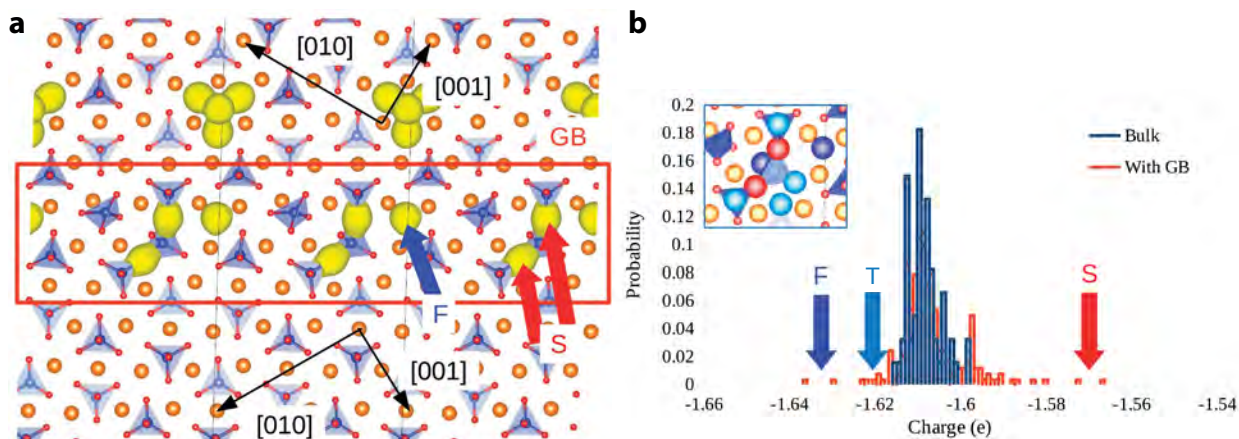 a
[010]
[001]
GB
F
S
[001]
[010]
b
0.2
0.18
0.16
0.14
0.12
0.1
0.08
0.06
0.04
0.02
0
Probability
Bulk
With GB
F
T
S
-1.66
-1.64
-1.62
-1.6
-1.58
-1.56
-1.54
Charge (e)